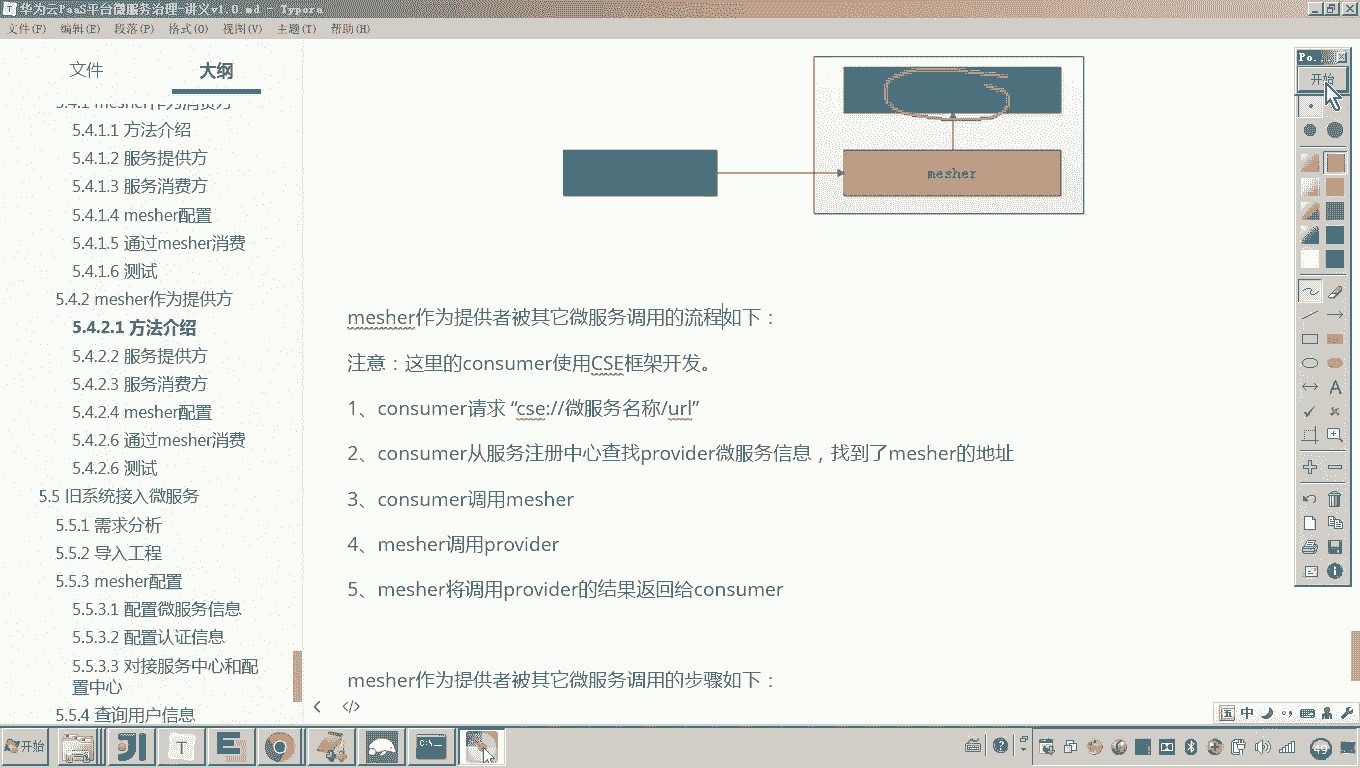 华为云PaaS平台微服务治理-讲义v1.0.md - Typora
文件(F) 编辑(E) 段落(P) 格式(O) 视图(V) 主题(T) 帮助(H)
文件 大纲
5.4.1 mesher作为消费方
5.4.1.1 方法介绍
5.4.1.2 服务提供方
5.4.1.3 服务消费方
5.4.1.4 mesher配置
5.4.1.5 通过mesher消费
5.4.1.6 测试
5.4.2 mesher作为提供方
5.4.2.1 方法介绍
5.4.2.2 服务提供方
5.4.2.3 服务消费方
5.4.2.4 mesher配置
5.4.2.6 通过mesher消费
5.4.2.6 测试
5.5 旧系统接入微服务
5.5.1 需求分析
5.5.2 导入工程
5.5.3 mesher配置
5.5.3.1 配置微服务信息
5.5.3.2 配置认证信息
5.5.3.3 对接服务中心和配
置中心
5.5.4 查询用户信息
mesher
mesher作为提供者被其它微服务调用的流程如下：
注意：这里的consumer使用CSE框架开发。
1、consumer请求 “cse://微服务名称/url”
2、consumer从服务注册中心查找provider微服务信息，找到了mesher的地址
3、consumer调用mesher
4、mesher调用provider
5、mesher将调用provider的结果返回给consumer
mesher作为提供者被其它微服务调用的步骤如下：
Po..
开始
A
五 中
开始
C:\
49